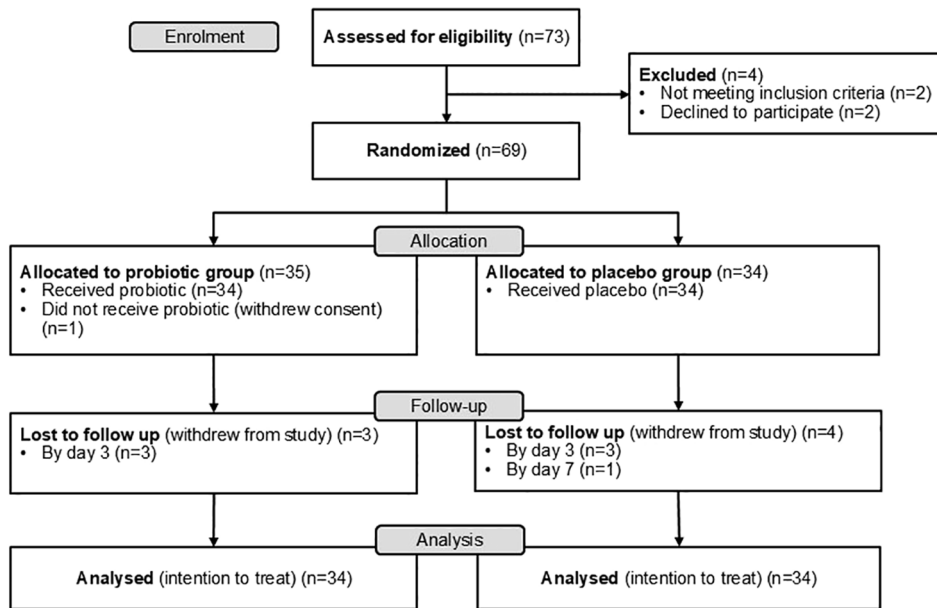 Enrolment
Assessed for eligibility (n=73)
Excluded (n=4)
• Not meeting inclusion criteria (n=2)
• Declined to participate (n=2)
Randomized (n=69)
Allocation
Allocated to probiotic group (n=35)
• Received probiotic (n=34)
• Did not receive probiotic (withdrew consent)
(n=1)
Allocated to placebo group (n=34)
• Received placebo (n=34)
Follow-up
Lost to follow up (withdrew from study) (n=3)
• By day 3 (n=3)
Lost to follow up (withdrew from study) (n=4)
• By day 3 (n=3)
• By day 7 (n=1)
Analysis
Analysed (intention to treat) (n=34)
Analysed (intention to treat) (n=34)